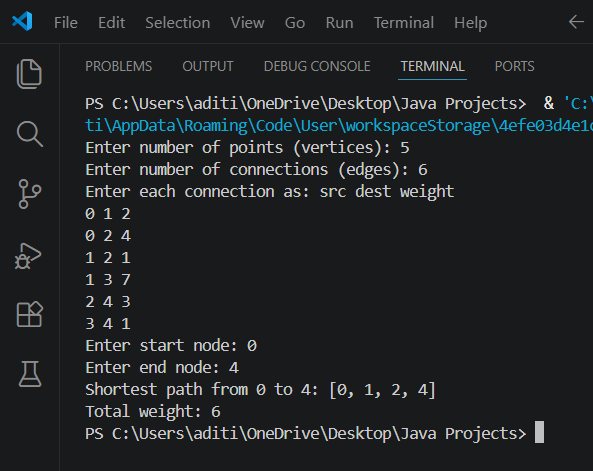 File Edit Selection View Go Run Terminal Help
PROBLEMS OUTPUT DEBUG CONSOLE TERMINAL PORTS
PS C:\Users\aditi\OneDrive\Desktop\Java Projects>  & 'C:\
ti\AppData\Roaming\Code\User\workspaceStorage\4efe03d4e1c
Enter number of points (vertices): 5
Enter number of connections (edges): 6
Enter each connection as: src dest weight
0 1 2
0 2 4
1 2 1
1 3 7
2 4 3
3 4 1
Enter start node: 0
Enter end node: 4
Shortest path from 0 to 4: [0, 1, 2, 4]
Total weight: 6
PS C:\Users\aditi\OneDrive\Desktop\Java Projects>